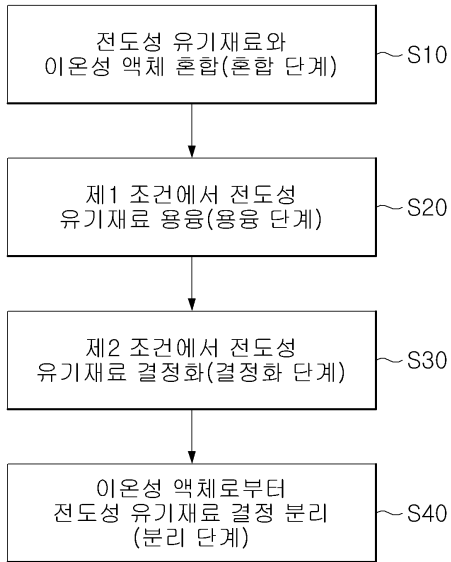 전도성 유기재료와
이온성 액체 혼합(혼합 단계)
S10
제1 조건에서 전도성
유기재료 용융(용융 단계)
S20
제2 조건에서 전도성
유기재료 결정화(결정화 단계)
S30
이온성 액체로부터
전도성 유기재료 결정 분리
(분리 단계)
S40